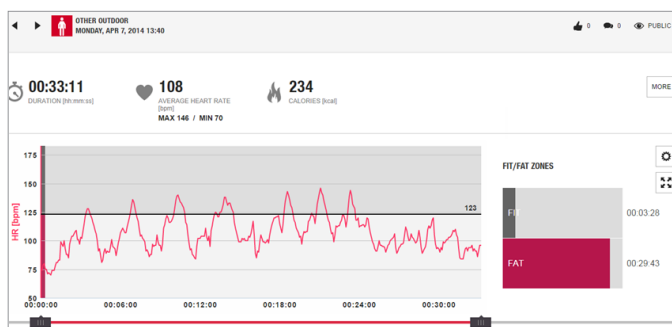 OTHER OUTDOOR
MONDAY, APR 7, 2014 13:40
0
0
PUBLIC
00:33:11
DURATION [hh:mm:ss]
108
AVERAGE HEART RATE
[bpm]
MAX 146 / MIN 70
234
CALORIES [kcal]
MORE
HR [bpm]
175
150
125
100
75
50
123
00:00:00
00:06:00
00:12:00
00:18:00
00:24:00
00:30:00
FIT/FAT ZONES
FIT
00:03:28
FAT
00:29:43